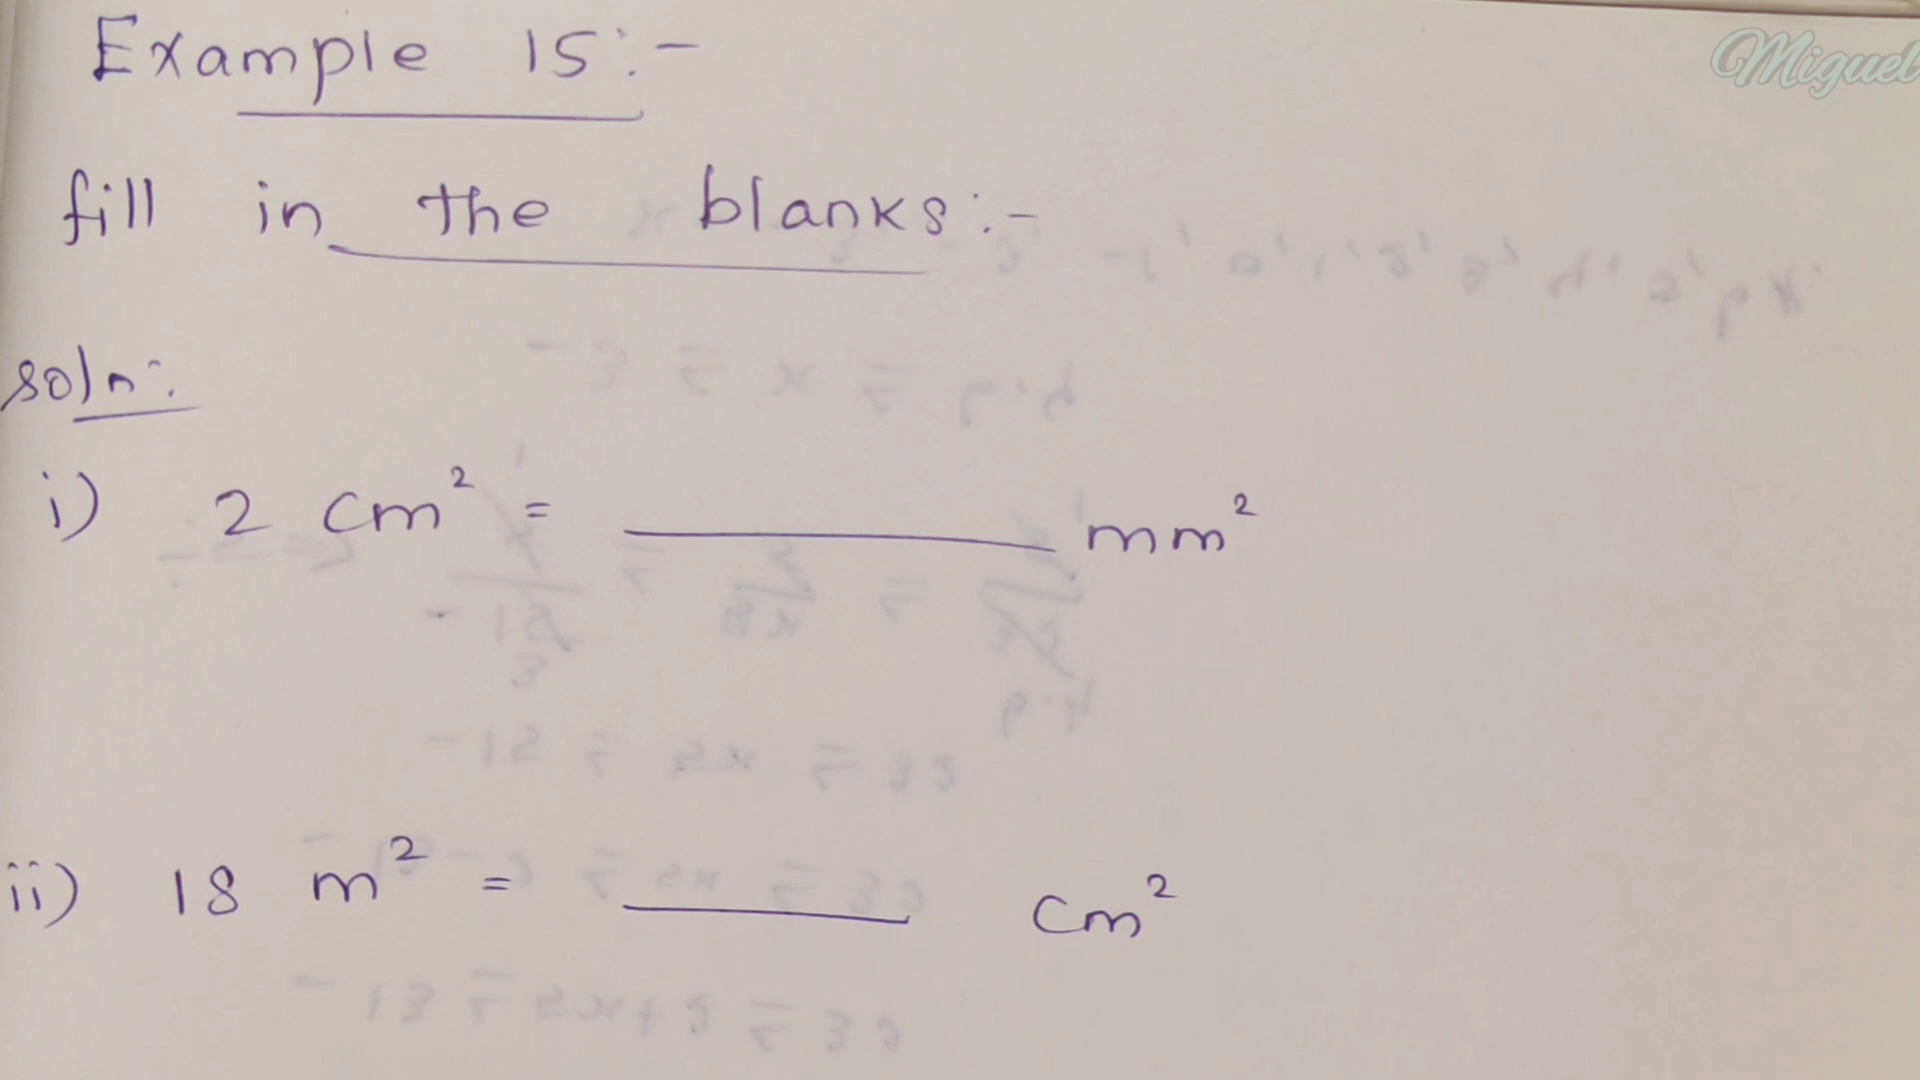 Example 15:-
Miguel
fill in the blanks:-
soln:
i) 2 cm² = ________ mm²
ii) 18 m² = ________ cm²